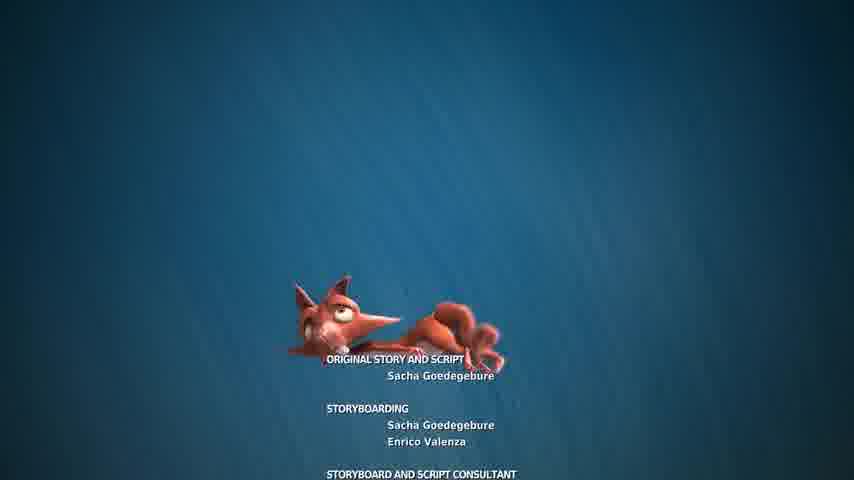 ORIGINAL STORY AND SCRIPT
Sacha Goedegebure
STORYBOARDING
Sacha Goedegebure
Enrico Valenza
STORYBOARD AND SCRIPT CONSULTANT